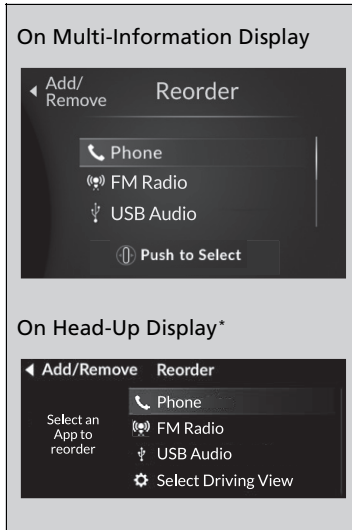 On Multi-Information Display
Add/
Remove
Reorder
Phone
FM Radio
USB Audio
Push to Select
On Head-Up Display*
Add/Remove Reorder
Select an
App to
reorder
Phone
FM Radio
USB Audio
Select Driving View